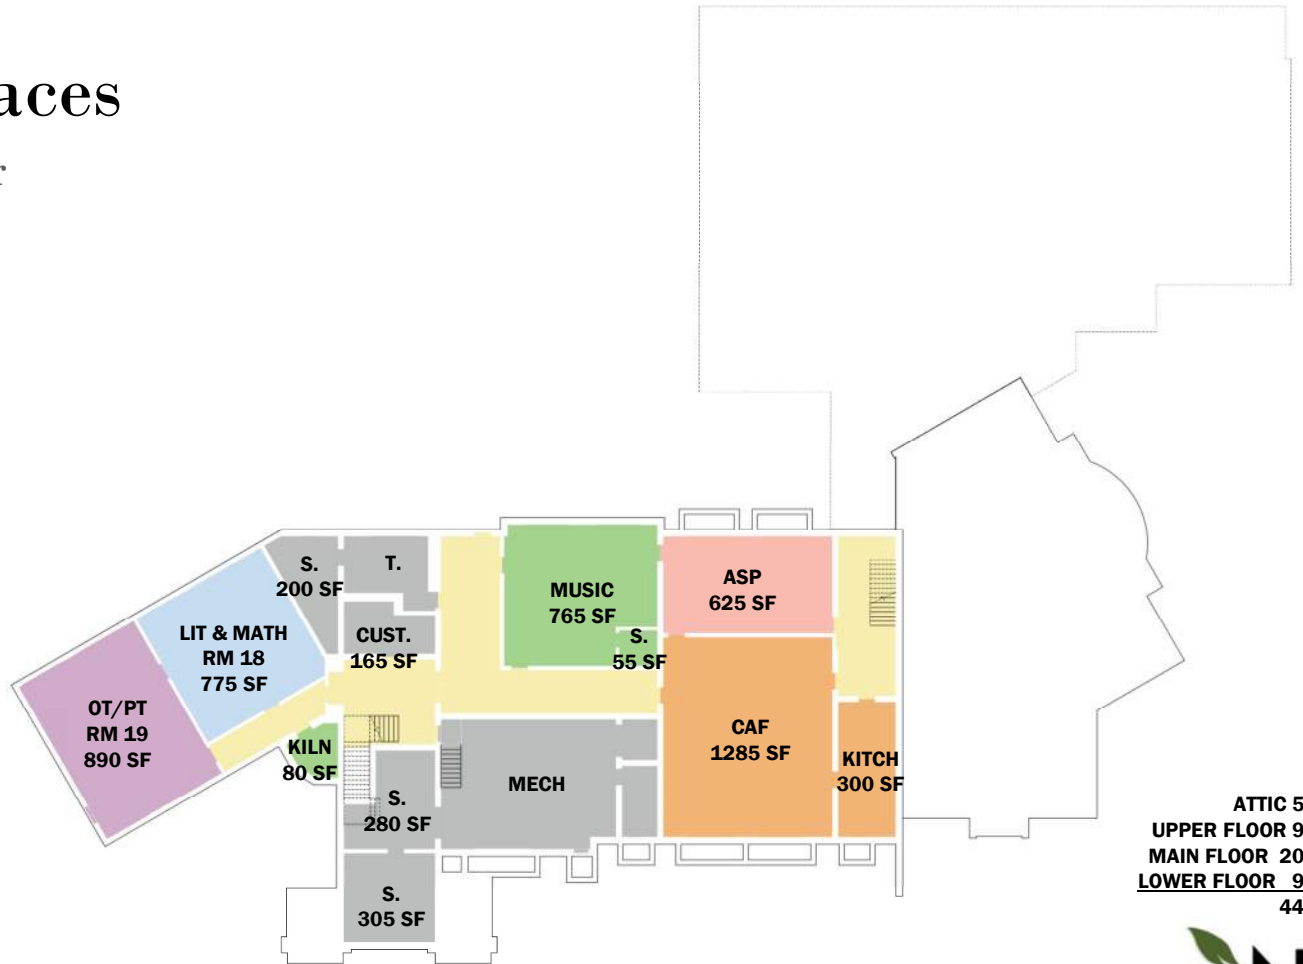 aces
r
S.
200 SF
T.
MUSIC
765 SF
ASP
625 SF
LIT & MATH
RM 18
775 SF
CUST.
165 SF
S.
55 SF
OT/PT
RM 19
890 SF
KILN
80 SF
CAF
1285 SF
KITCH
300 SF
MECH
S.
280 SF
S.
305 SF
ATTIC 5
UPPER FLOOR 9
MAIN FLOOR 20
LOWER FLOOR 9
44
N